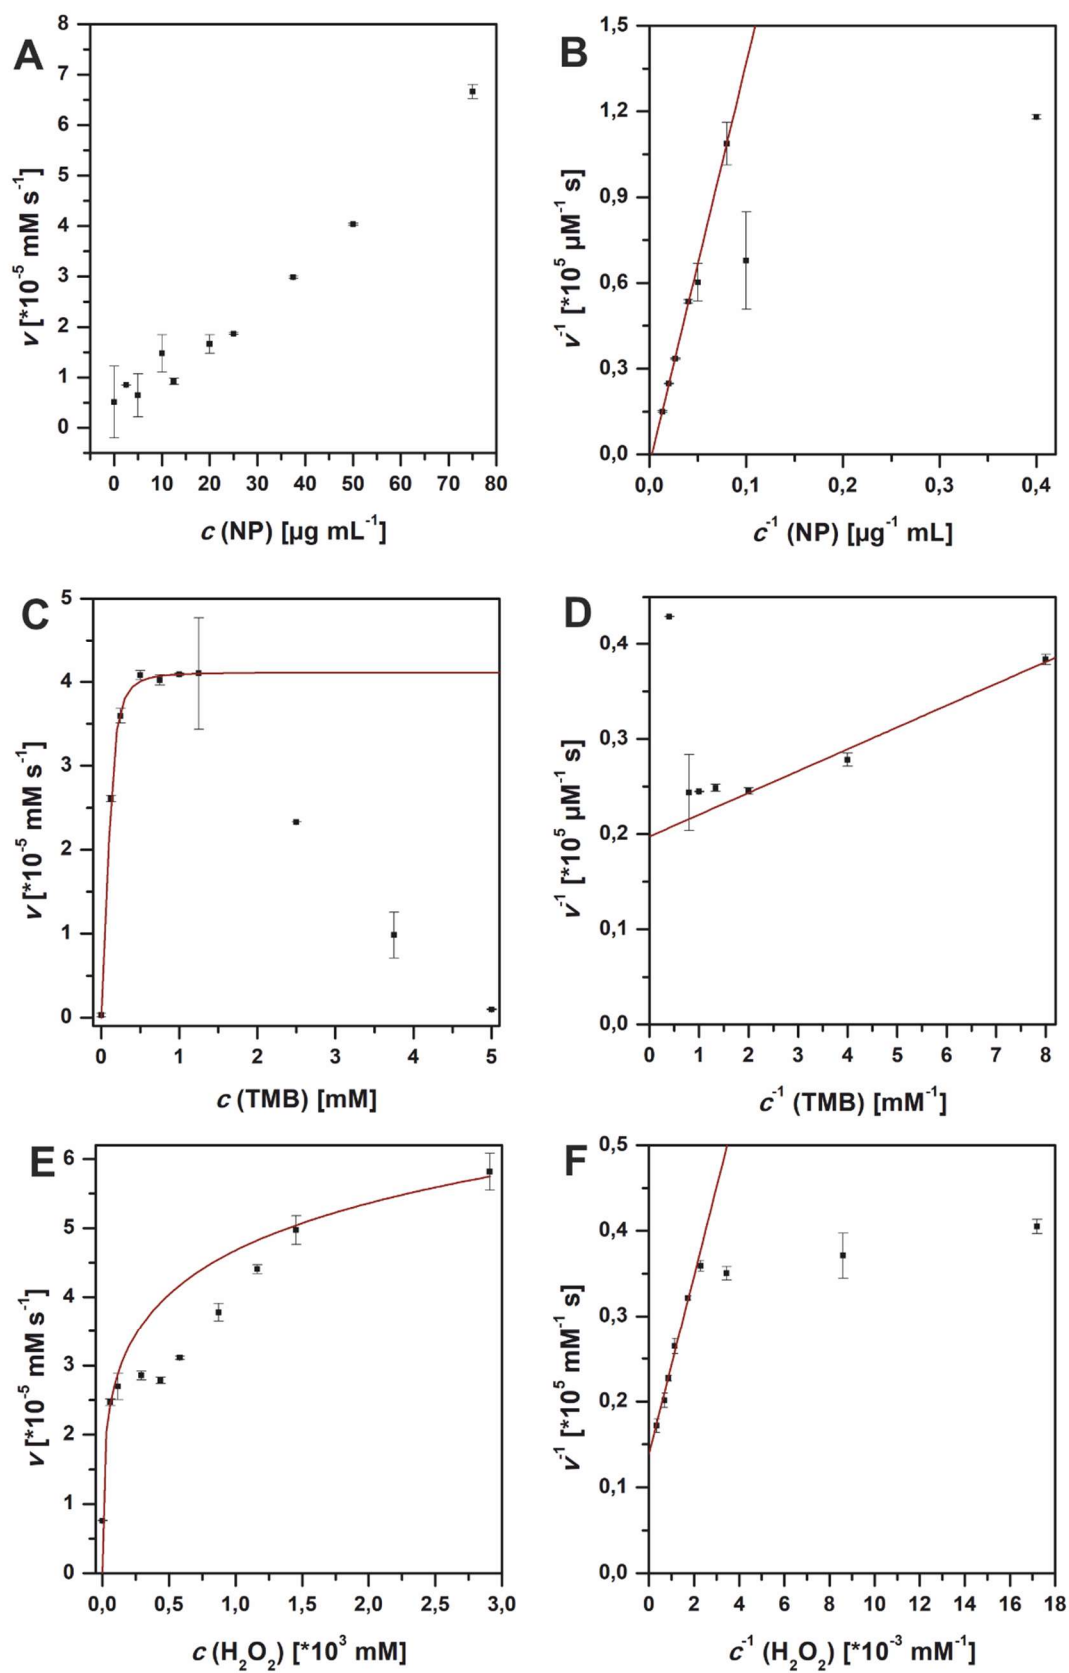 A
8
7
6
5
4
3
2
1
0
v [*10⁻⁵ mM s⁻¹]
0 10 20 30 40 50 60 70 80
c (NP) [µg mL⁻¹]
B
1,5
1,2
0,9
0,6
0,3
0,0
v⁻¹ [*10⁵ µM⁻¹ s]
0,0 0,1 0,2 0,3 0,4
c⁻¹ (NP) [µg⁻¹ mL]
C
5
4
3
2
1
0
v [*10⁻⁵ mM s⁻¹]
0 1 2 3 4 5
c (TMB) [mM]
D
0,4
0,3
0,2
0,1
0,0
v⁻¹ [*10⁵ µM⁻¹ s]
0 1 2 3 4 5 6 7 8
c⁻¹ (TMB) [mM⁻¹]
E
6
5
4
3
2
1
0
v [*10⁻⁵ mM s⁻¹]
0,0 0,5 1,0 1,5 2,0 2,5 3,0
c (H₂O₂) [*10³ mM]
F
0,5
0,4
0,3
0,2
0,1
0,0
v⁻¹ [*10⁵ mM⁻¹ s]
0 2 4 6 8 10 12 14 16 18
c⁻¹ (H₂O₂) [*10⁻³ mM⁻¹]